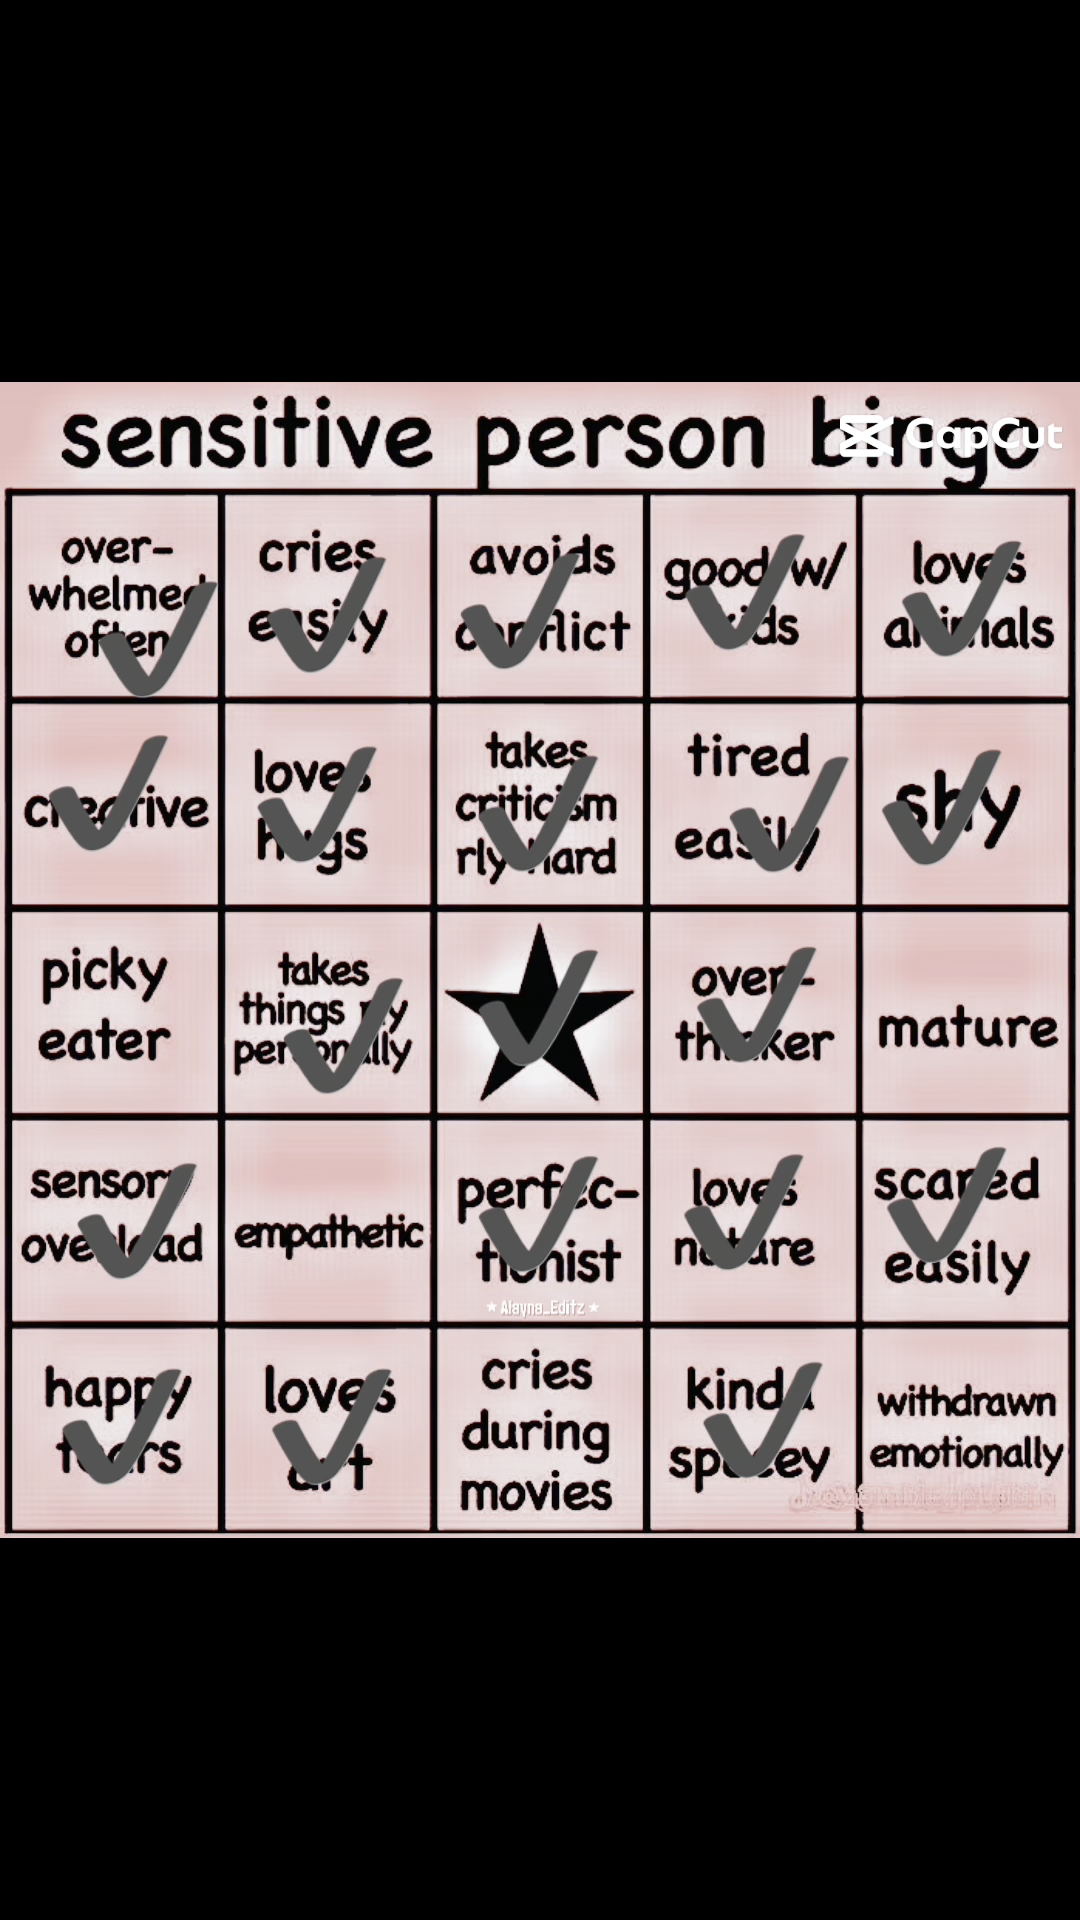 sensitive person bingo
CapCut
over-
whelmed
often
cries
easily
avoids
conflict
good w/
kids
loves
animals
creative
loves
hugs
takes
criticism
rly hard
tired
easily
shy
picky
eater
takes
things rly
personally
over-
thinker
mature
sensory
overload
empathetic
perfec-
tionist
★ Alayna_Editz ★
loves
nature
scared
easily
happy
tears
loves
art
cries
during
movies
kinda
spacey
withdrawn
emotionally